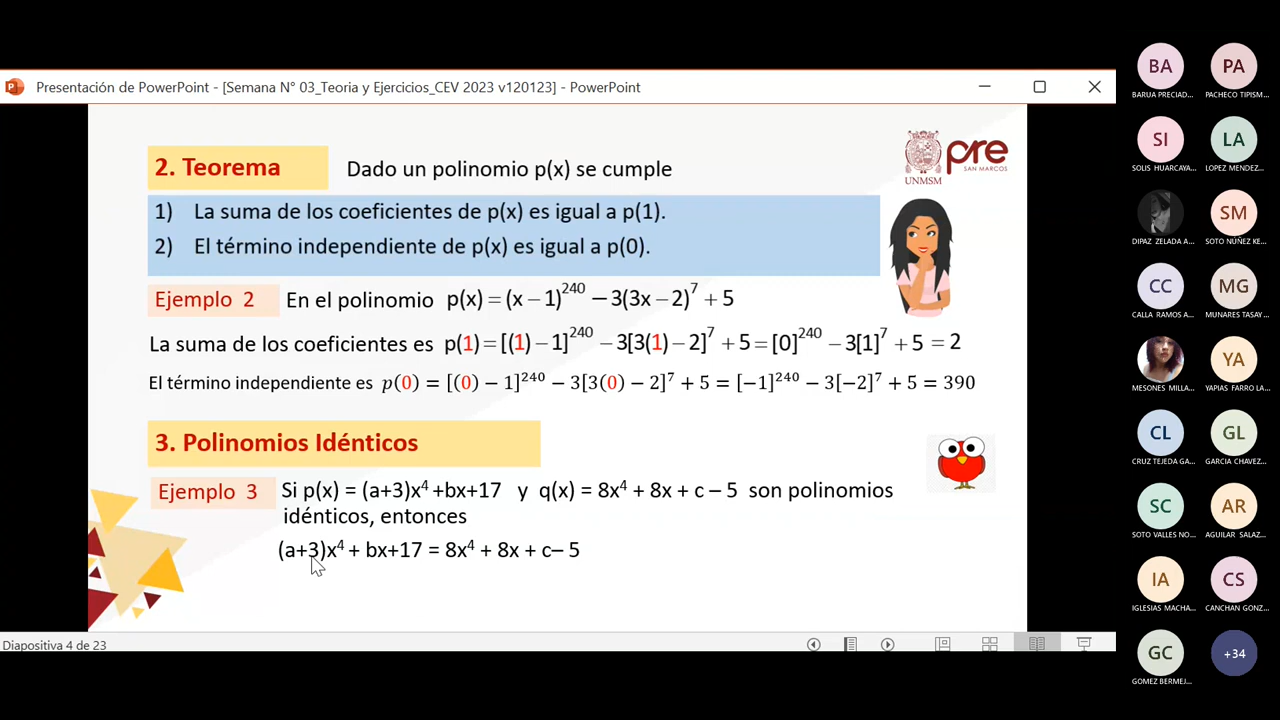 Presentación de PowerPoint - [Semana N° 03_Teoria y Ejercicios_CEV 2023 v120123] - PowerPoint
2. Teorema Dado un polinomio p(x) se cumple
UNMSM
pre
SAN MARCOS
1) La suma de los coeficientes de p(x) es igual a p(1).
2) El término independiente de p(x) es igual a p(0).
Ejemplo 2 En el polinomio p(x) = (x − 1)²⁴⁰ − 3(3x − 2)⁷ + 5
La suma de los coeficientes es p(1) = [(1) − 1]²⁴⁰ − 3[3(1) − 2]⁷ + 5 = [0]²⁴⁰ − 3[1]⁷ + 5 = 2
El término independiente es p(0) = [(0) − 1]²⁴⁰ − 3[3(0) − 2]⁷ + 5 = [−1]²⁴⁰ − 3[−2]⁷ + 5 = 390
3. Polinomios Idénticos
Ejemplo 3 Si p(x) = (a+3)x⁴ +bx+17 y q(x) = 8x⁴ + 8x + c – 5 son polinomios
idénticos, entonces
(a+3)x⁴ + bx+17 = 8x⁴ + 8x + c– 5
Diapositiva 4 de 23
BA PA
BARUA PRECIAD... PACHECO TIPISM...
SI LA
SOLIS HUARCAYA... LOPEZ MENDEZ...
SM
DIPAZ ZELADA A... SOTO NÚÑEZ KE...
CC MG
CALLA RAMOS A... MUNARES TASAY...
YA
MESONES MILLA... YAPIAS FARRO LA...
CL GL
CRUZ TEJEDA GA... GARCIA CHAVEZ...
SC AR
SOTO VALLES NO... AGUILAR SALAZ...
IA CS
IGLESIAS MACHA... CANCHAN GONZ...
GC +34
GOMEZ BERMEJ...